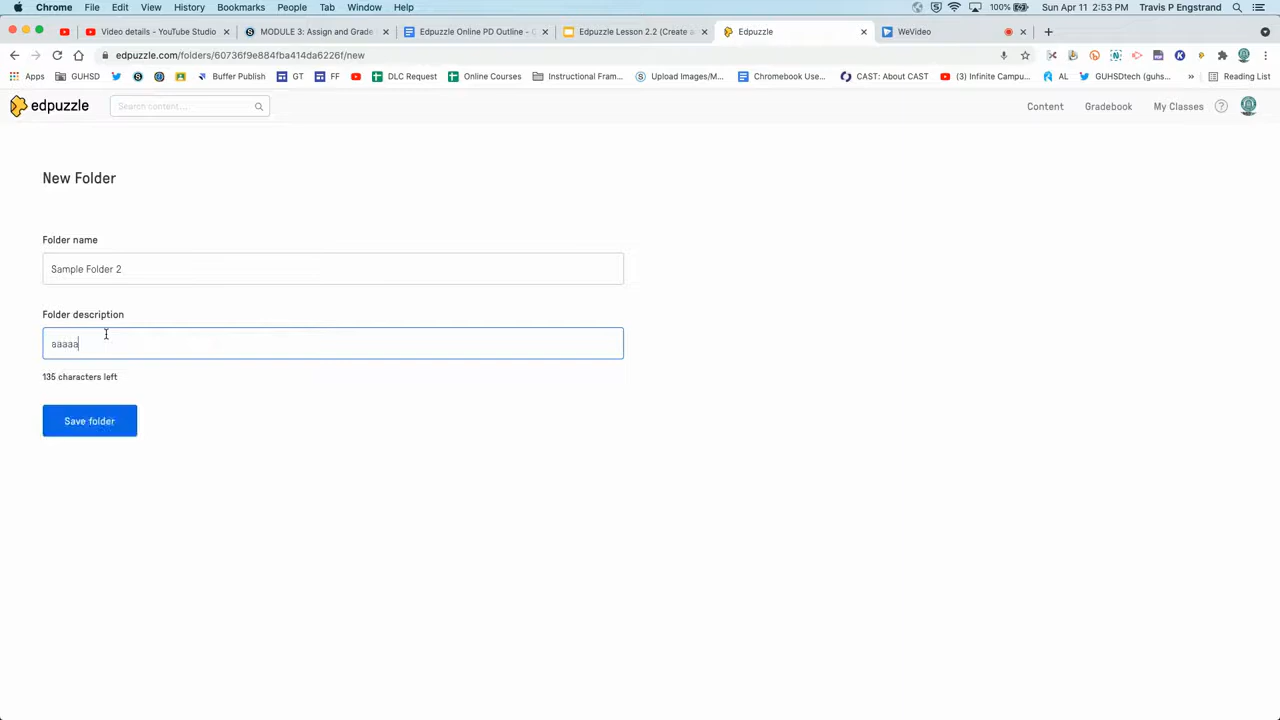 Chrome File Edit View History Bookmarks People Tab Window Help 100% Sun Apr 11 2:53 PM Travis P Engstrand
Video details - YouTube Studio MODULE 2: Assign and Grade Edpuzzle Online PD Outline - G Edpuzzle Lesson 2.2 (Create a Edpuzzle WeVideo
edpuzzle.com/folders/60736f9e884fba414da6226f/new
Apps GUHSD Buffer Publish GT FF DLC Request Online Courses Instructional Fram... Upload Images/M... Chromebook Use... CAST: About CAST (3) Infinite Campu... AL GUHSDtech (guhs... » Reading List
edpuzzle Search content... Content Gradebook My Classes ?
New Folder
Folder name
Sample Folder 2
Folder description
aaaaa
135 characters left
Save folder